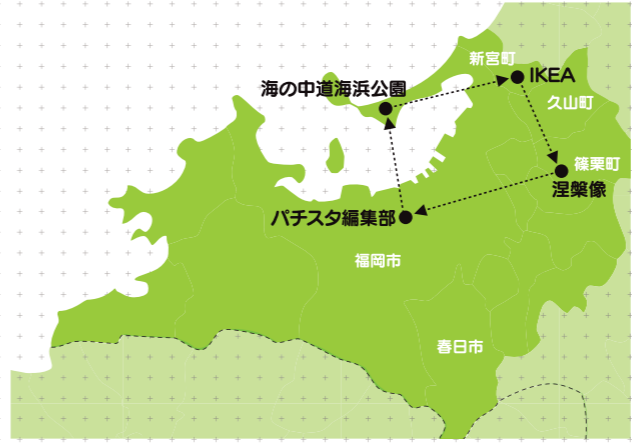 新宮町
IKEA
海の中道海浜公園
久山町
篠栗町
涅槃像
パチスタ編集部
福岡市
春日市